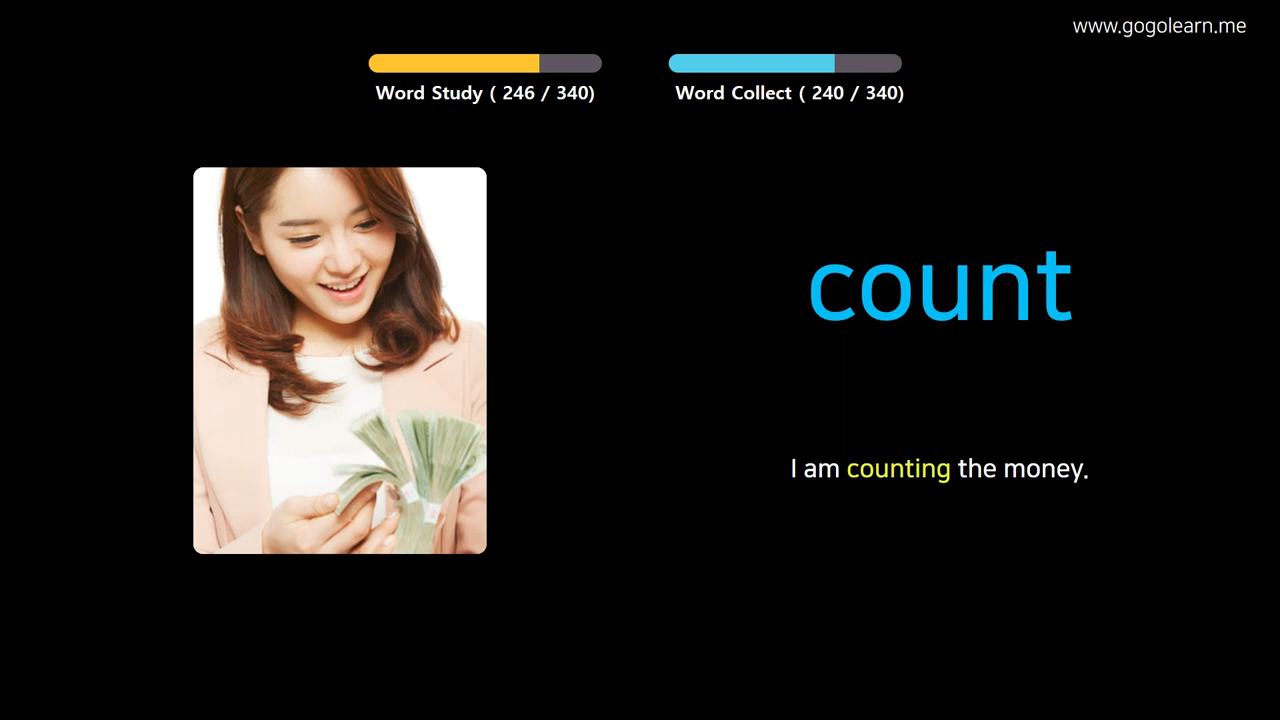 www.gogolearn.me
Word Study ( 246 / 340)
Word Collect ( 240 / 340)
count
I am counting the money.